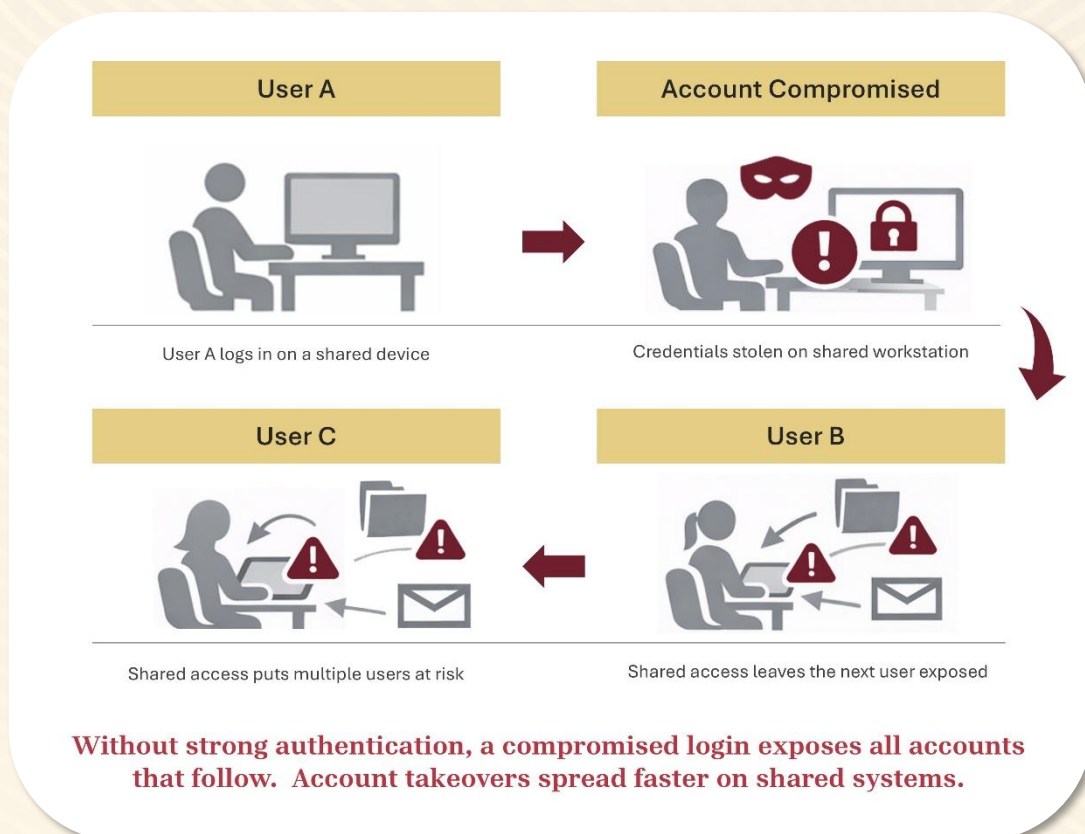 User A
Account Compromised
User A logs in on a shared device
Credentials stolen on shared workstation
User C
User B
Shared access puts multiple users at risk
Shared access leaves the next user exposed
Without strong authentication, a compromised login exposes all accounts
that follow.  Account takeovers spread faster on shared systems.